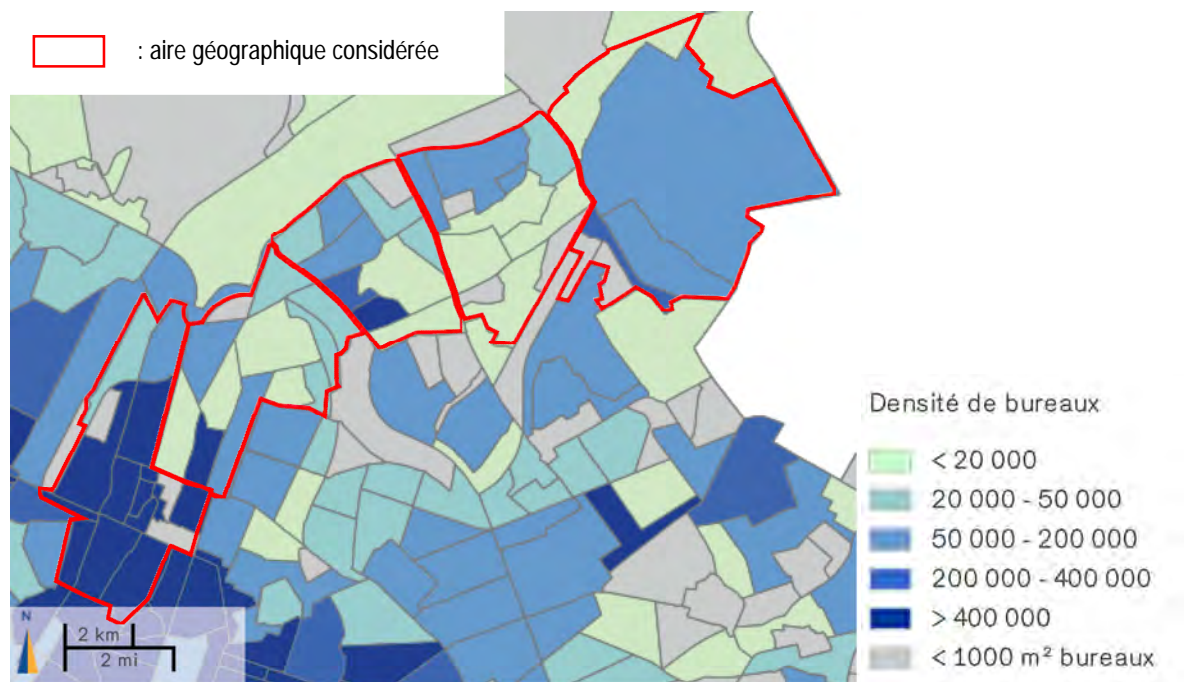 : aire géographique considérée
Densité de bureaux
< 20 000
20 000 - 50 000
50 000 - 200 000
200 000 - 400 000
> 400 000
< 1000 m² bureaux
N
2 km
2 mi